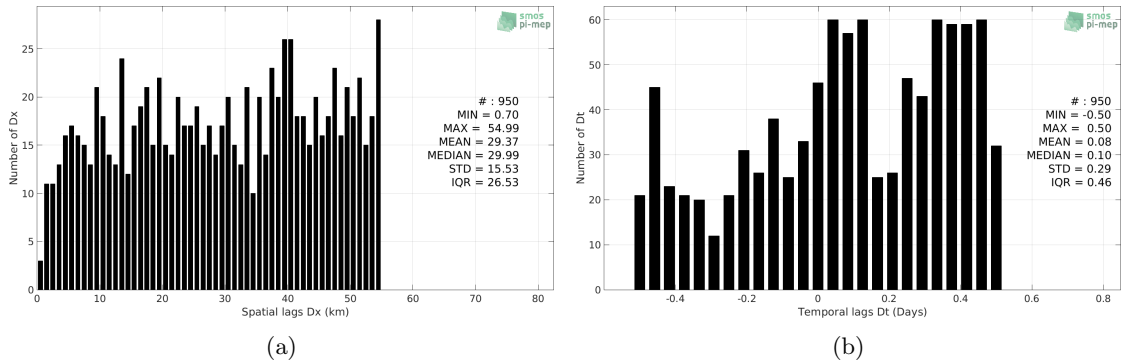 smos
pi-mep
25
20
15
10
5
0
Number of Dx
# : 950
MIN = 0.70
MAX = 54.99
MEAN = 29.37
MEDIAN = 29.99
STD = 15.53
IQR = 26.53
0 10 20 30 40 50 60 70 80
Spatial lags Dx (km)
(a)
smos
pi-mep
60
50
40
30
20
10
0
Number of Dt
# : 950
MIN = -0.50
MAX = 0.50
MEAN = 0.08
MEDIAN = 0.10
STD = 0.29
IQR = 0.46
-0.4 -0.2 0 0.2 0.4 0.6 0.8
Temporal lags Dt (Days)
(b)